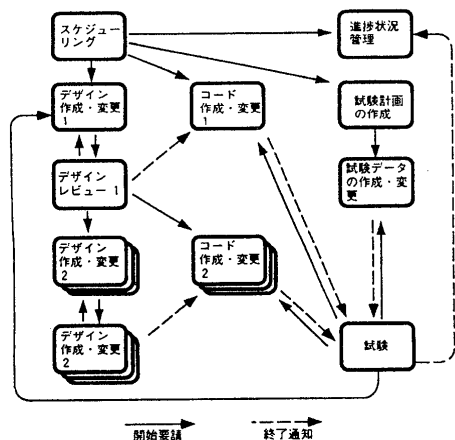 スケジュー
リング
進捗状況
管理
デザイン
作成・変更
1
コード
作成・変更
1
試験計画
の作成
デザイン
レビュー 1
試験データ
の作成・変
更
デザイン
作成・変更
2
コード
作成・変更
2
デザイン
作成・変更
2
試験
開始要請
終了通知